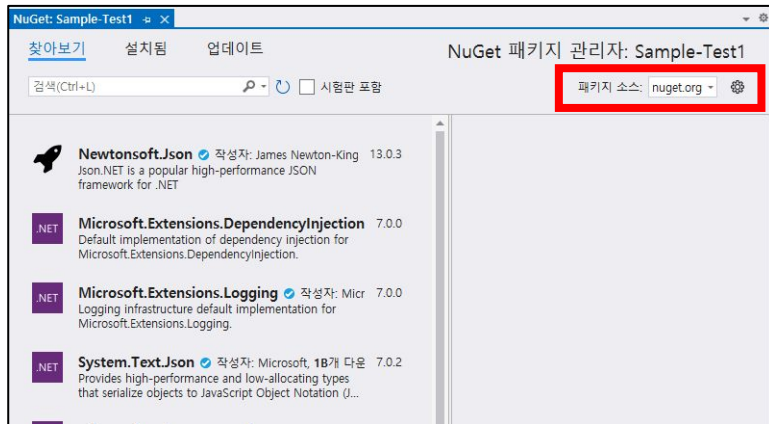 NuGet: Sample-Test1
찾아보기 설치됨 업데이트
NuGet 패키지 관리자: Sample-Test1
검색(Ctrl+L)
시험판 포함
패키지 소스: nuget.org
Newtonsoft.Json 작성자: James Newton-King 13.0.3
Json.NET is a popular high-performance JSON
framework for .NET
.NET
Microsoft.Extensions.DependencyInjection 7.0.0
Default implementation of dependency injection for
Microsoft.Extensions.DependencyInjection.
.NET
Microsoft.Extensions.Logging 작성자: Micr 7.0.0
Logging infrastructure default implementation for
Microsoft.Extensions.Logging.
.NET
System.Text.Json 작성자: Microsoft, 1B개 다운 7.0.2
Provides high-performance and low-allocating types
that serialize objects to JavaScript Object Notation (J...